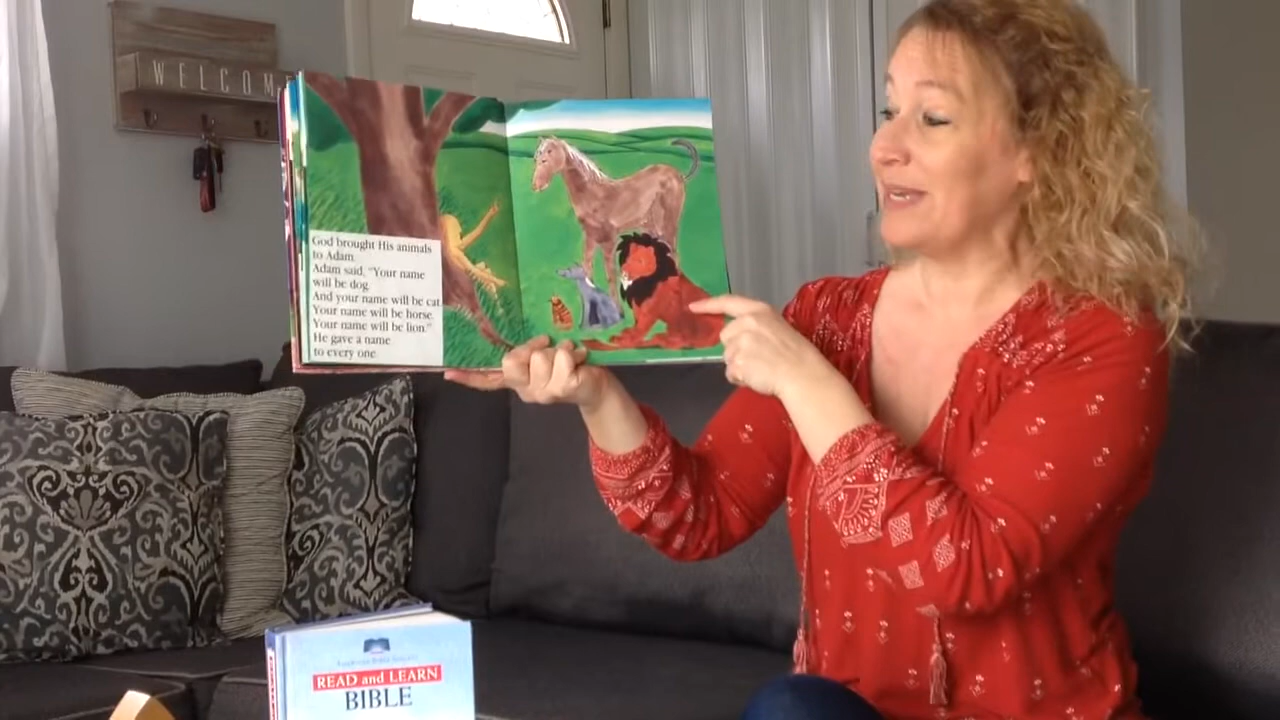 WELCOME
God brought His animals
to Adam.
Adam said, "Your name
will be dog.
And your name will be cat.
Your name will be horse.
Your name will be lion."
He gave a name
to every one.
READ and LEARN
BIBLE